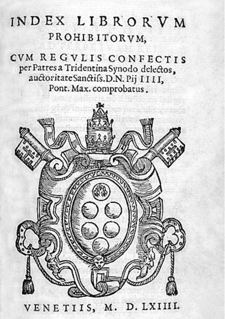 INDEX LIBRORVM
PROHIBITORVM,
CVM REGVLIS CONFECTIS
per Patres a Tridentina Synodo delectos,
auctoritate Sanctiss. D. N. Pij IIII,
Pont. Max. comprobatus.
VENETIIS, M. D. LXIIII.